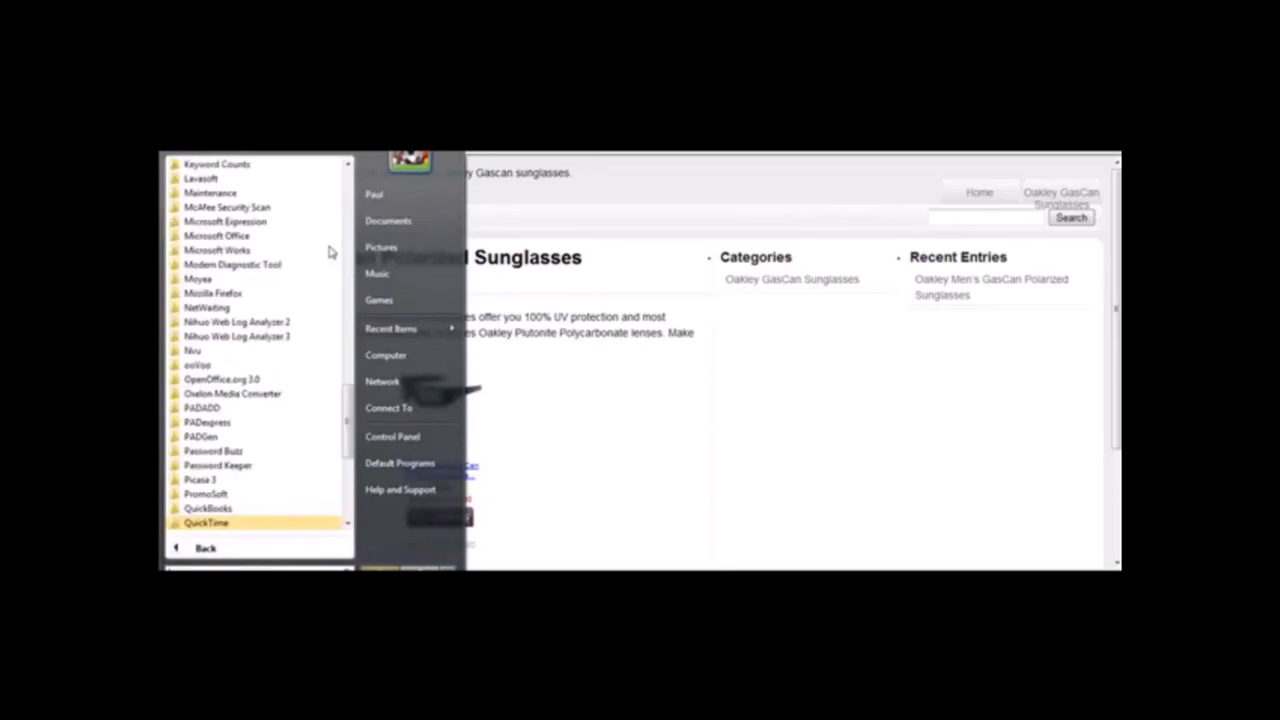 Keyword Counts
Lavasoft
Maintenance
McAfee Security Scan
Microsoft Expression
Microsoft Office
Microsoft Works
Modem Diagnostic Tool
Moyea
Mozilla Firefox
NetWaiting
Nihuo Web Log Analyzer 2
Nihuo Web Log Analyzer 3
Nvu
ooVoo
OpenOffice.org 3.0
Oxelon Media Converter
PADADD
PADexpress
PADGen
Password Buzz
Password Keeper
Picasa 3
PromoSoft
QuickBooks
QuickTime
Back
Paul
Documents
Pictures
Music
Games
Recent Items
Computer
Network
Connect To
Control Panel
Default Programs
Help and Support
Gascan sunglasses.
Home
Oakley GasCan
Sunglasses
Search
Sunglasses
offer you 100% UV protection and most
Oakley Plutonite Polycarbonate lenses. Make
Categories
Oakley GasCan Sunglasses
Recent Entries
Oakley Men's GasCan Polarized
Sunglasses